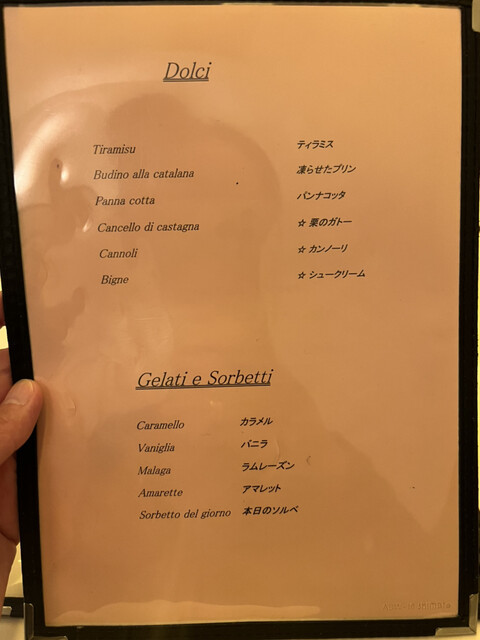 Dolci
Tiramisu ティラミス
Budino alla catalana 凍らせたプリン
Panna cotta パンナコッタ
Cancello di castagna ☆ 栗のガトー
Cannoli ☆ カンノーリ
Bigne ☆ シュークリーム
Gelati e Sorbetti
Caramello カラメル
Vaniglia バニラ
Malaga ラムレーズン
Amarette アマレット
Sorbetto del giorno 本日のソルベ